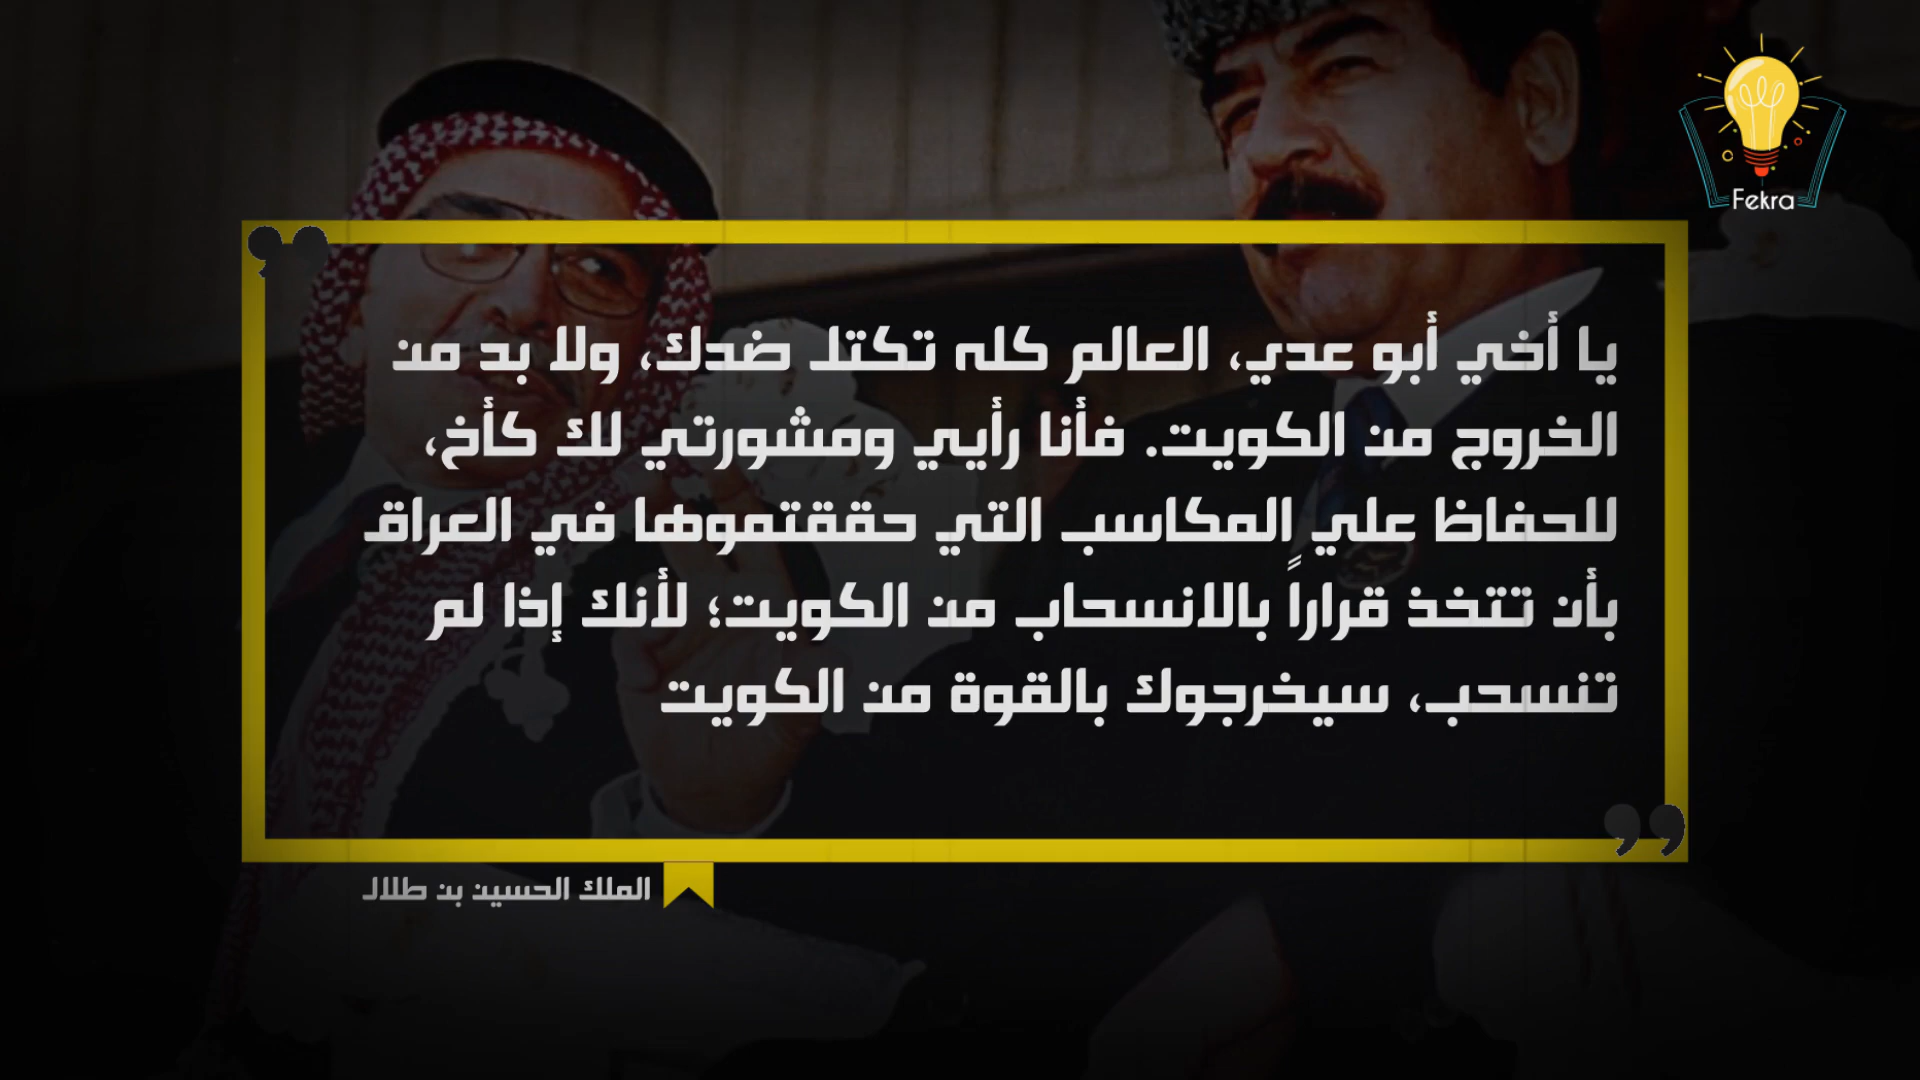 Fekra
يا أخي أبو عدي، العالم كله تكتل ضدك، ولا بد من
الخروج من الكويت. فأنا رأيي ومشورتي لك كأخ،
للحفاظ علي المكاسب التي حققتموها في العراق
بأن تتخذ قراراً بالانسحاب من الكويت؛ لأنك إذا لم
تنسحب، سيخرجوك بالقوة من الكويت
الملك الحسين بن طلال